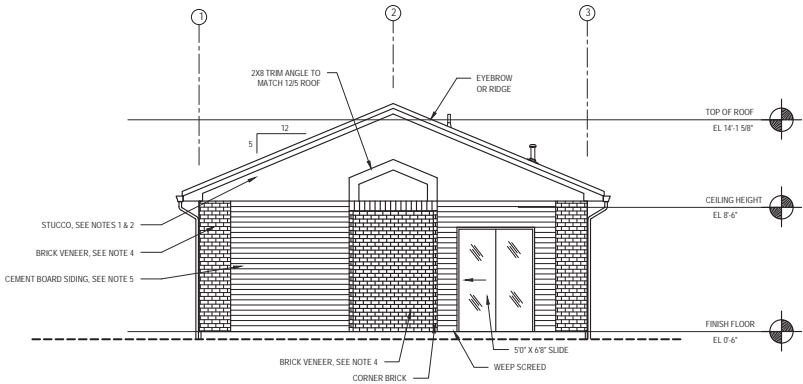 1
2
3
2X8 TRIM ANGLE TO
MATCH 12/5 ROOF
EYEBROW
OR RIDGE
TOP OF ROOF
EL 14'-1 5/8"
12
5
CEILING HEIGHT
EL 8'-6"
STUCCO, SEE NOTES 1 & 2
BRICK VENEER, SEE NOTE 4
CEMENT BOARD SIDING, SEE NOTE 5
FINISH FLOOR
EL 0'-6"
5'0" X 6'8" SLIDE
BRICK VENEER, SEE NOTE 4
WEEP SCREED
CORNER BRICK